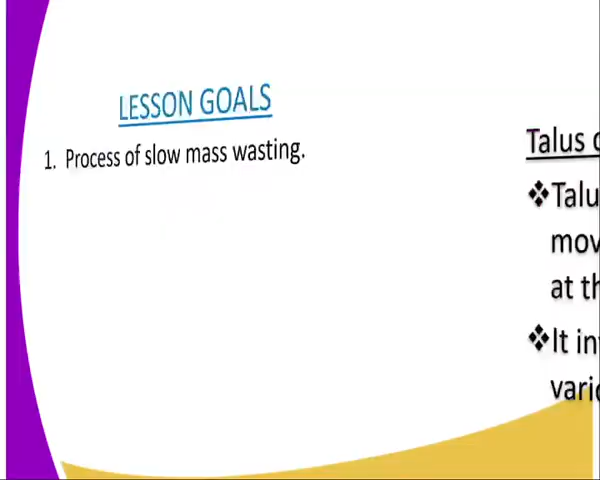 LESSON GOALS
1. Process of slow mass wasting.
Talus
❖Talu
mov
at th
❖It in
vari